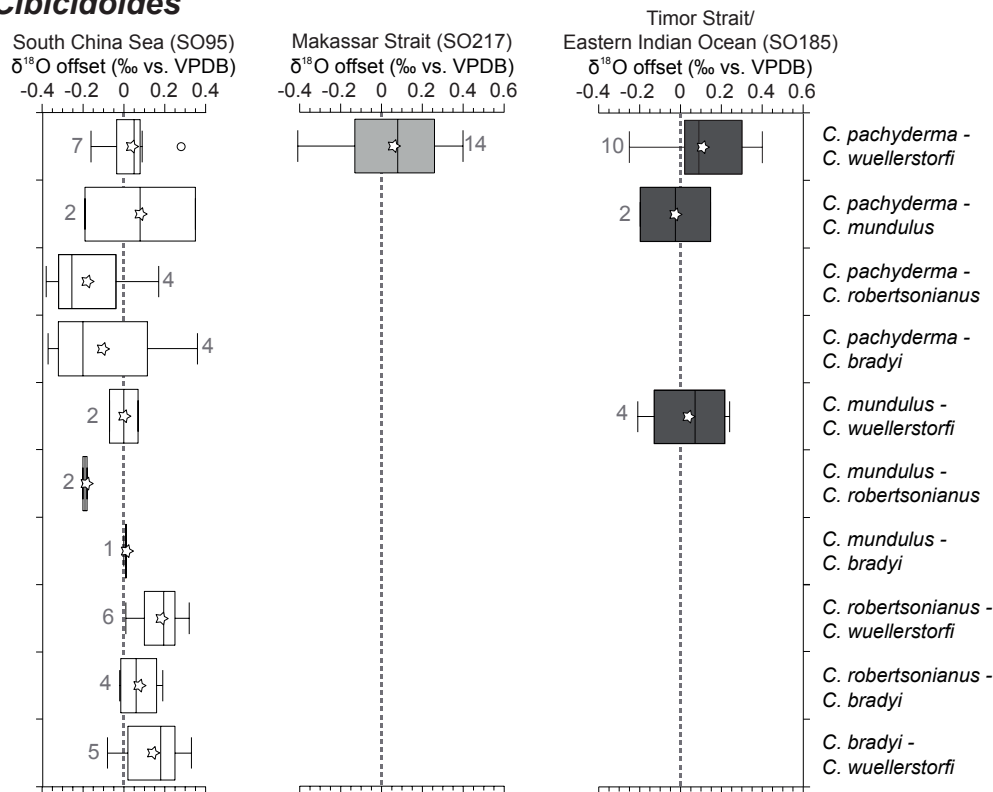 Cibicidoides
South China Sea (SO95)
δ18O offset (‰ vs. VPDB)
-0.4 -0.2 0 0.2 0.4
Makassar Strait (SO217)
δ18O offset (‰ vs. VPDB)
-0.4 -0.2 0 0.2 0.4 0.6
Timor Strait/
Eastern Indian Ocean (SO185)
δ18O offset (‰ vs. VPDB)
-0.4 -0.2 0 0.2 0.4 0.6
7
14
10
C. pachyderma -
C. wuellerstorfi
2
2
C. pachyderma -
C. mundulus
4
C. pachyderma -
C. robertsonianus
4
C. pachyderma -
C. bradyi
2
4
C. mundulus -
C. wuellerstorfi
2
C. mundulus -
C. robertsonianus
1
C. mundulus -
C. bradyi
6
C. robertsonianus -
C. wuellerstorfi
4
C. robertsonianus -
C. bradyi
5
C. bradyi -
C. wuellerstorfi